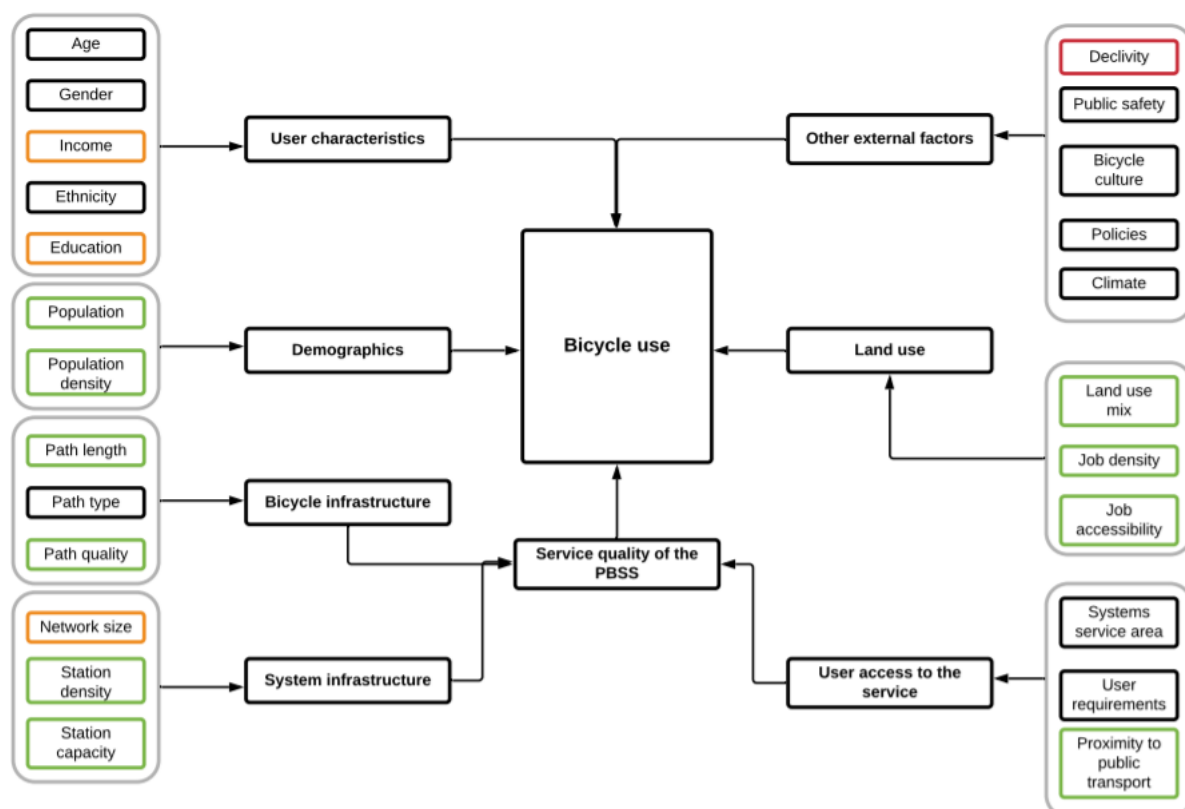 Age
Gender
Income
Ethnicity
Education
Population
Population
density
Path length
Path type
Path quality
Network size
Station
density
Station
capacity
User characteristics
Demographics
Bicycle infrastructure
System infrastructure
Bicycle use
Service quality of the
PBSS
Other external factors
Land use
User access to the
service
Declivity
Public safety
Bicycle
culture
Policies
Climate
Land use
mix
Job density
Job
accessibility
Systems
service area
User
requirements
Proximity to
public
transport